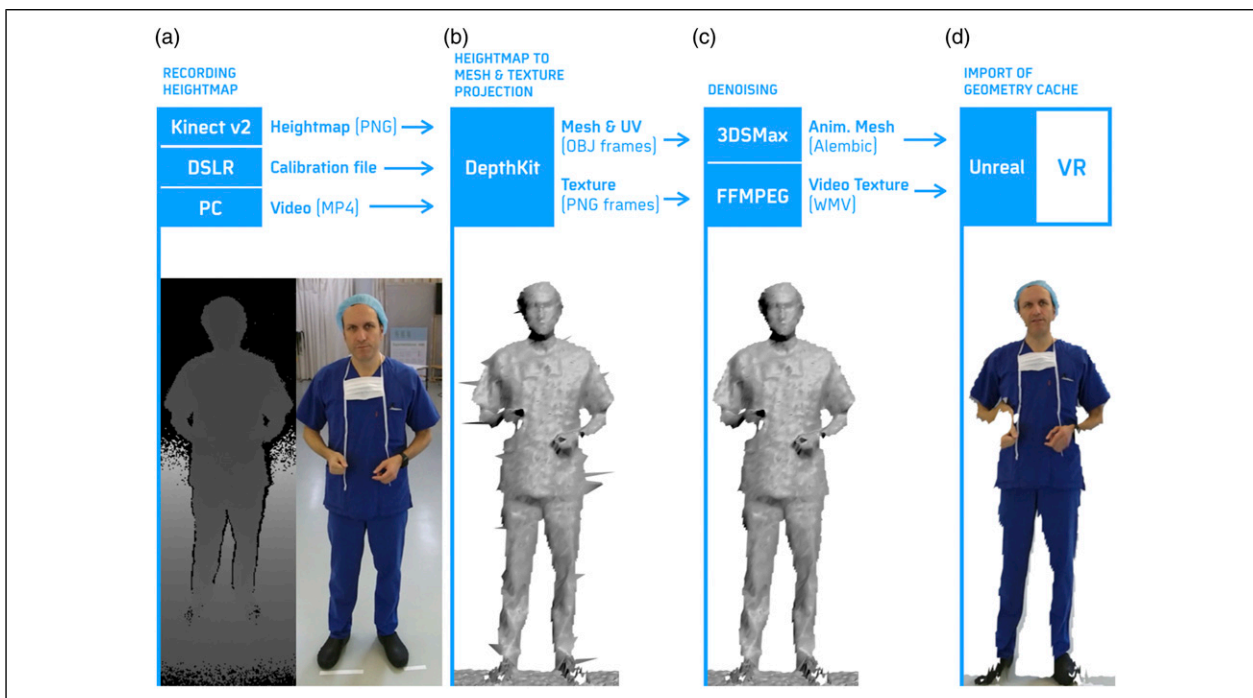 (a)
RECORDING
HEIGHTMAP
Kinect v2
DSLR
PC
Heightmap (PNG)
Calibration file
Video (MP4)
(b)
HEIGHTMAP TO
MESH & TEXTURE
PROJECTION
DepthKit
Mesh & UV
(OBJ frames)
Texture
(PNG frames)
(c)
DENOISING
3DSMax
FFMPEG
Anim. Mesh
(Alembic)
Video Texture
(WMV)
(d)
IMPORT OF
GEOMETRY CACHE
Unreal
VR